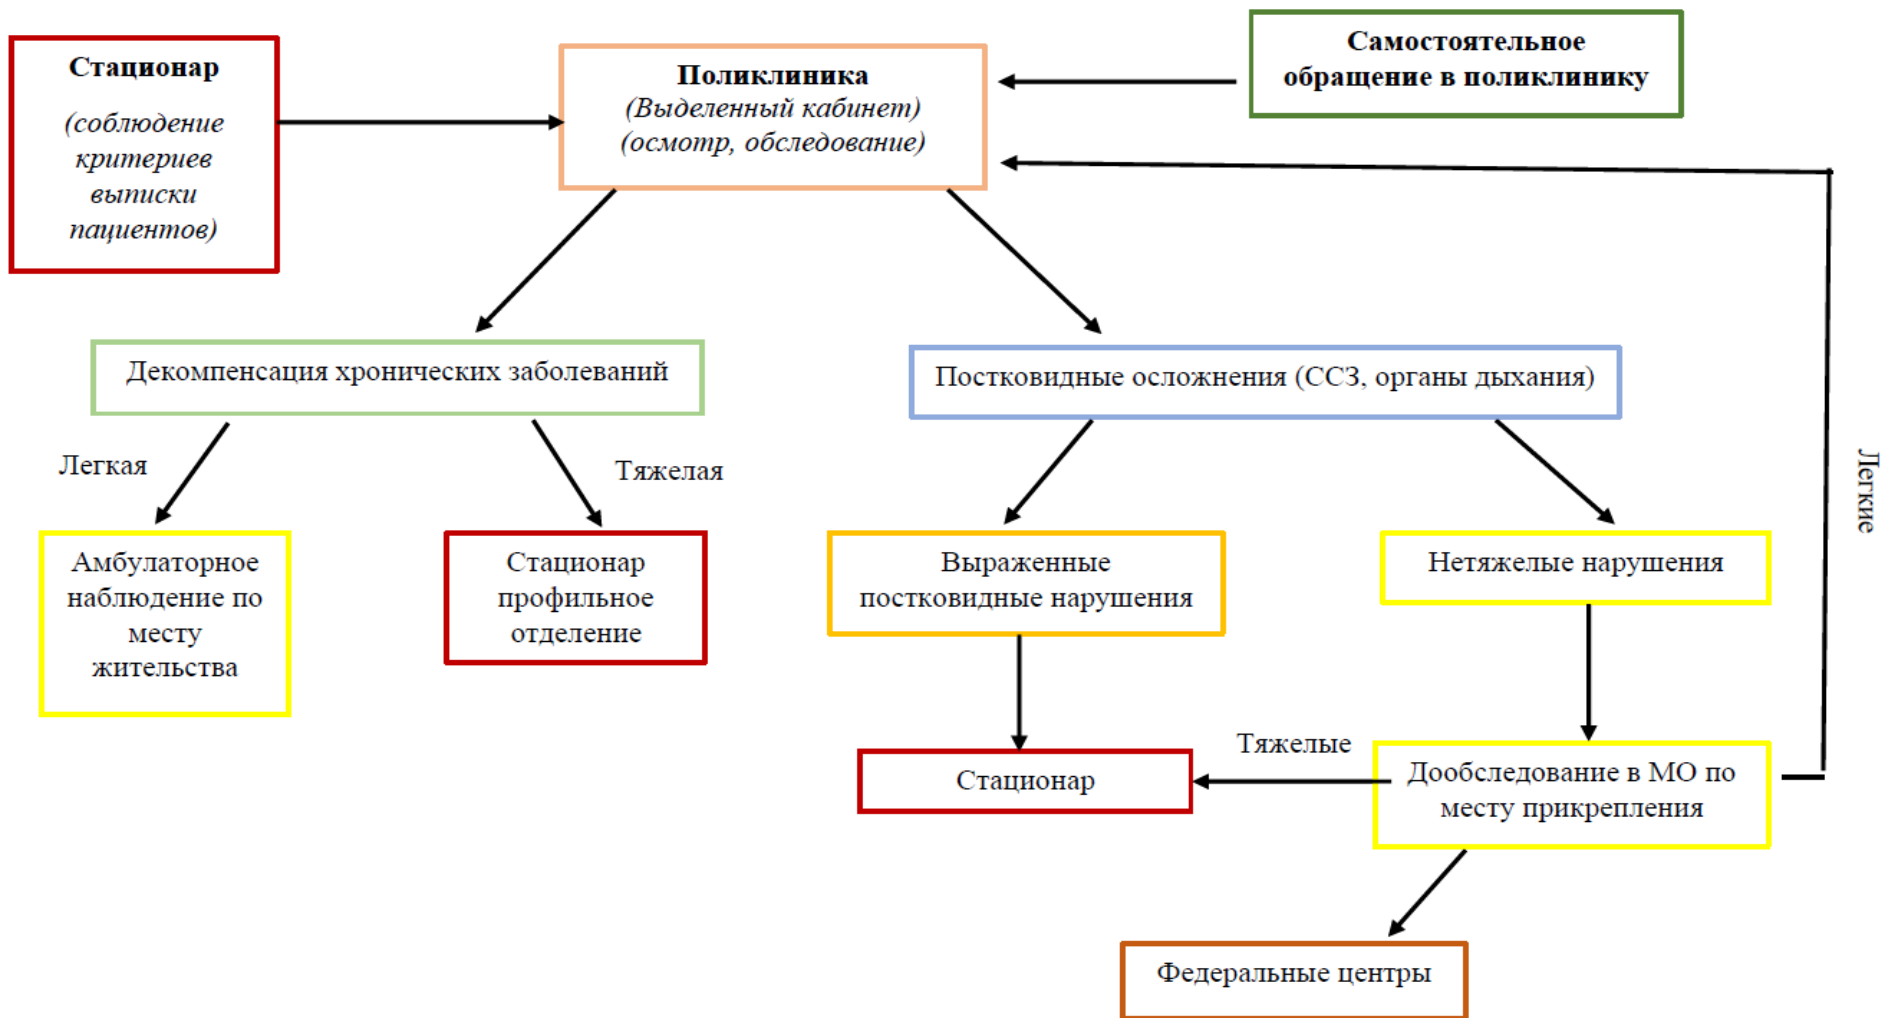 Стационар
(соблюдение
критериев
выписки
пациентов)
Поликлиника
(Выделенный кабинет)
(осмотр, обследование)
Самостоятельное
обращение в поликлинику
Декомпенсация хронических заболеваний
Постковидные осложнения (ССЗ, органы дыхания)
Легкая
Тяжелая
Легкие
Амбулаторное
наблюдение по
месту
жительства
Стационар
профильное
отделение
Выраженные
постковидные нарушения
Нетяжелые нарушения
Тяжелые
Стационар
Дообследование в МО по
месту прикрепления
Федеральные центры